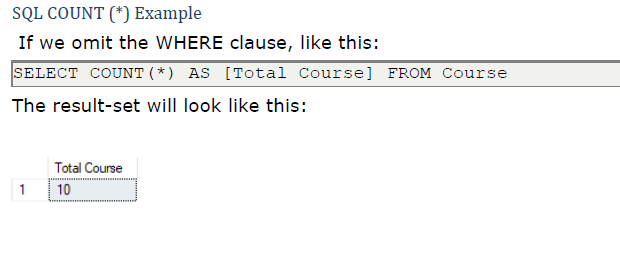 SQL COUNT (*) Example
If we omit the WHERE clause, like this:
SELECT COUNT(*) AS [Total Course] FROM Course
The result-set will look like this:
Total Course
1 10